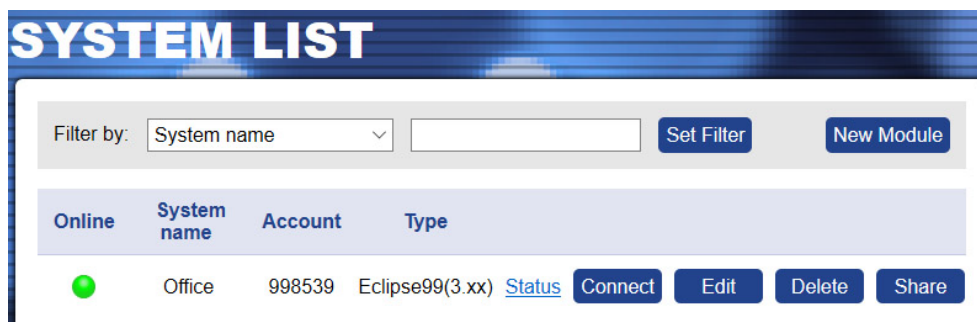 SYSTEM LIST
Filter by: System name Set Filter New Module
Online System name Account Type
Office 998539 Eclipse99(3.xx) Status Connect Edit Delete Share